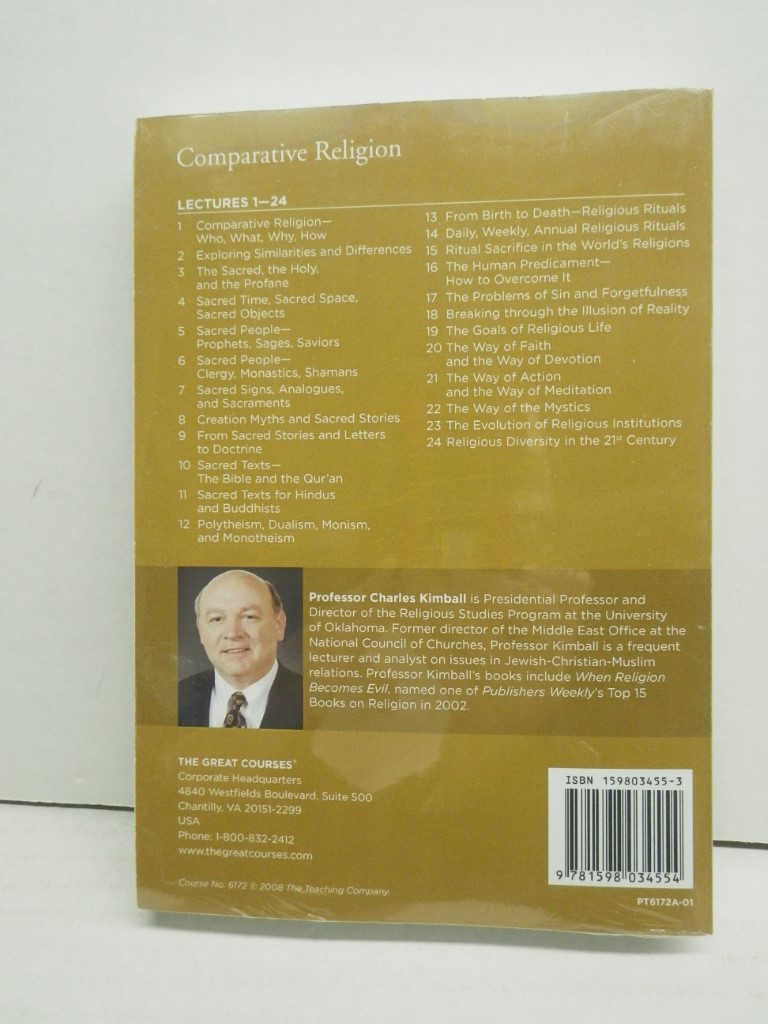 Comparative Religion
LECTURES 1—24
1 Comparative Religion—
Who, What, Why, How
2 Exploring Similarities and Differences
3 The Sacred, the Holy,
and the Profane
4 Sacred Time, Sacred Space,
Sacred Objects
5 Sacred People—
Prophets, Sages, Saviors
6 Sacred People—
Clergy, Monastics, Shamans
7 Sacred Signs, Analogues,
and Sacraments
8 Creation Myths and Sacred Stories
9 From Sacred Stories and Letters
to Doctrine
10 Sacred Texts—
The Bible and the Qur'an
11 Sacred Texts for Hindus
and Buddhists
12 Polytheism, Dualism, Monism,
and Monotheism
13 From Birth to Death—Religious Rituals
14 Daily, Weekly, Annual Religious Rituals
15 Ritual Sacrifice in the World's Religions
16 The Human Predicament—
How to Overcome It
17 The Problems of Sin and Forgetfulness
18 Breaking through the Illusion of Reality
19 The Goals of Religious Life
20 The Way of Faith
and the Way of Devotion
21 The Way of Action
and the Way of Meditation
22 The Way of the Mystics
23 The Evolution of Religious Institutions
24 Religious Diversity in the 21st Century
Professor Charles Kimball is Presidential Professor and
Director of the Religious Studies Program at the University
of Oklahoma. Former director of the Middle East Office at the
National Council of Churches, Professor Kimball is a frequent
lecturer and analyst on issues in Jewish-Christian-Muslim
relations. Professor Kimball's books include When Religion
Becomes Evil, named one of Publishers Weekly's Top 15
Books on Religion in 2002.
THE GREAT COURSES®
Corporate Headquarters
4840 Westfields Boulevard, Suite 500
Chantilly, VA 20151-2299
USA
Phone: 1-800-832-2412
www.thegreatcourses.com
Course No. 6172 © 2008 The Teaching Company
ISBN 159803455-3
9 781598 034554
PT6172A-01